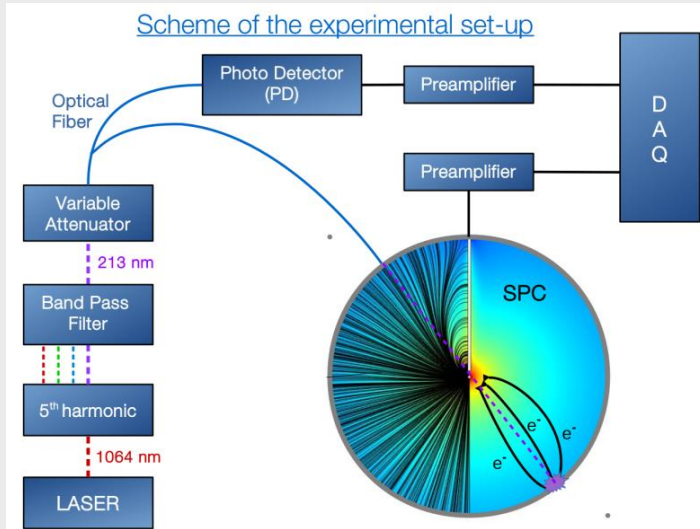 Scheme of the experimental set-up
Photo Detector
(PD)
Preamplifier
D
A
Q
Optical
Fiber
Preamplifier
Variable
Attenuator
213 nm
Band Pass
Filter
SPC
5th harmonic
e-
e-
e-
1064 nm
LASER